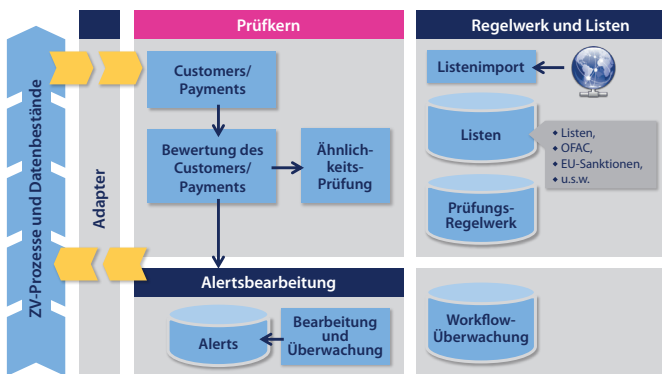 ZV-Prozesse und Datenbestände
Adapter
Prüfkern
Customers/
Payments
Bewertung des
Customers/
Payments
Ähnlich-
keits-
Prüfung
Alertsbearbeitung
Alerts
Bearbeitung
und
Überwachung
Regelwerk und Listen
Listenimport
Listen
◆ Listen,
◆ OFAC,
◆ EU-Sanktionen,
◆ u.s.w.
Prüfungs-
Regelwerk
Workflow-
Überwachung